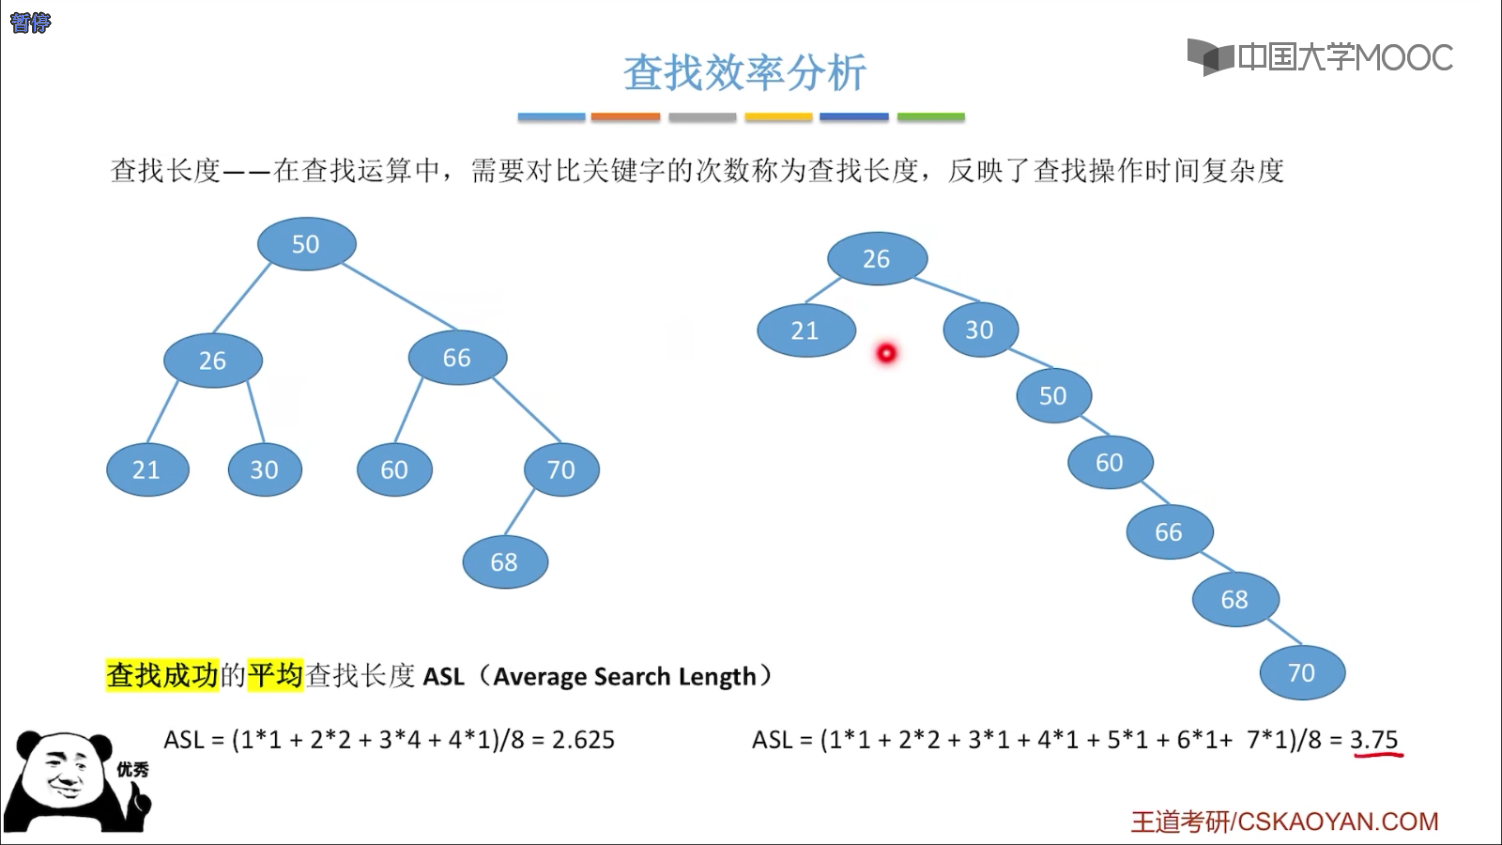 暂停
查找效率分析
中国大学MOOC
查找长度——在查找运算中，需要对比关键字的次数称为查找长度，反映了查找操作时间复杂度
50
26
66
21
30
60
70
68
26
21
30
50
60
66
68
70
查找成功的平均查找长度 ASL（Average Search Length）
ASL = (1*1 + 2*2 + 3*4 + 4*1)/8 = 2.625
ASL = (1*1 + 2*2 + 3*1 + 4*1 + 5*1 + 6*1+ 7*1)/8 = 3.75
优秀
王道考研/CSKAOYAN.COM